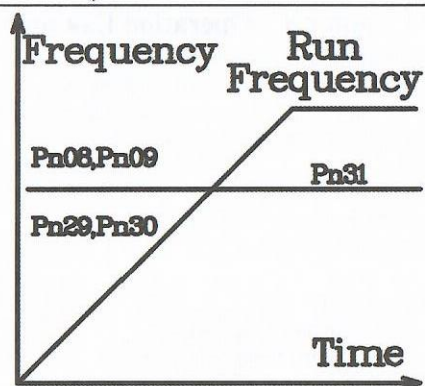 Frequency
Run
Frequency
Pn08,Pn09
Pn31
Pn29,Pn30
Time